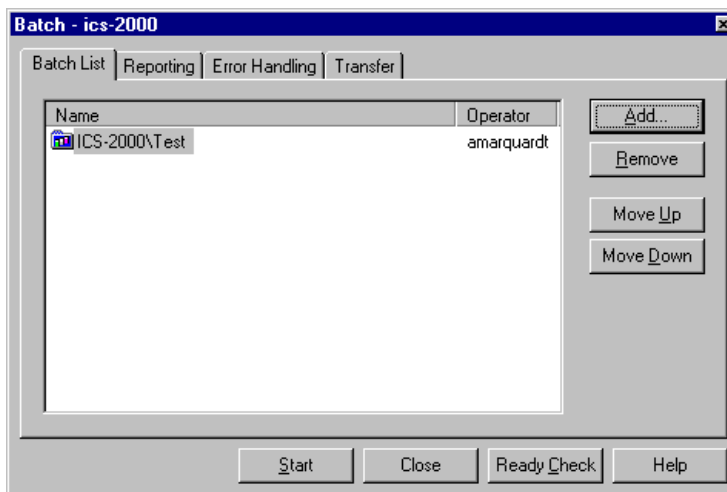 Batch - ics-2000
Batch List Reporting Error Handling Transfer
Name Operator
ICS-2000\Test amarquardt
Add...
Remove
Move Up
Move Down
Start Close Ready Check Help